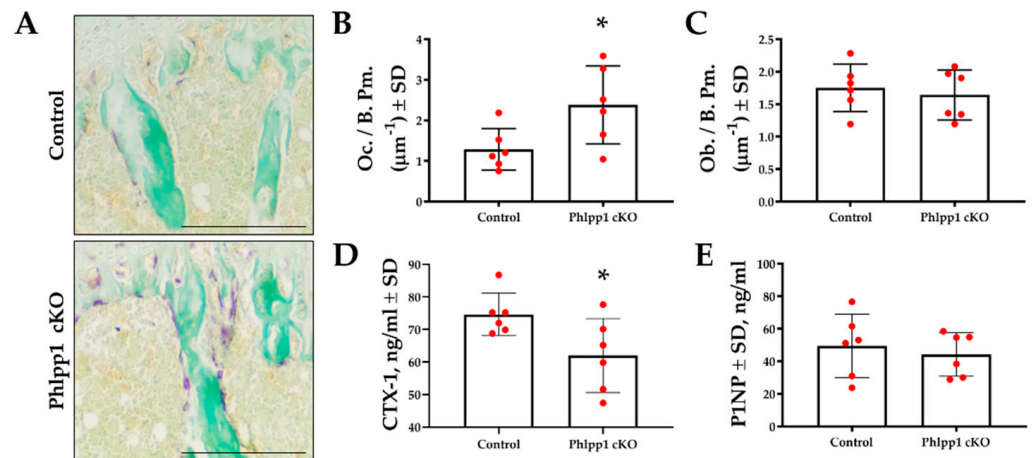 A
Control
Phlpp1 cKO
B
*
Oc. / B. Pm.
(µm⁻¹) ± SD
4
3
2
1
0
Control
Phlpp1 cKO
C
Ob. / B. Pm.
(µm⁻¹) ± SD
2.5
2.0
1.5
1.0
0.5
0.0
Control
Phlpp1 cKO
D
*
CTX-1, ng/ml ± SD
90
80
70
60
50
40
Control
Phlpp1 cKO
E
P1NP ± SD, ng/ml
100
80
60
40
20
0
Control
Phlpp1 cKO